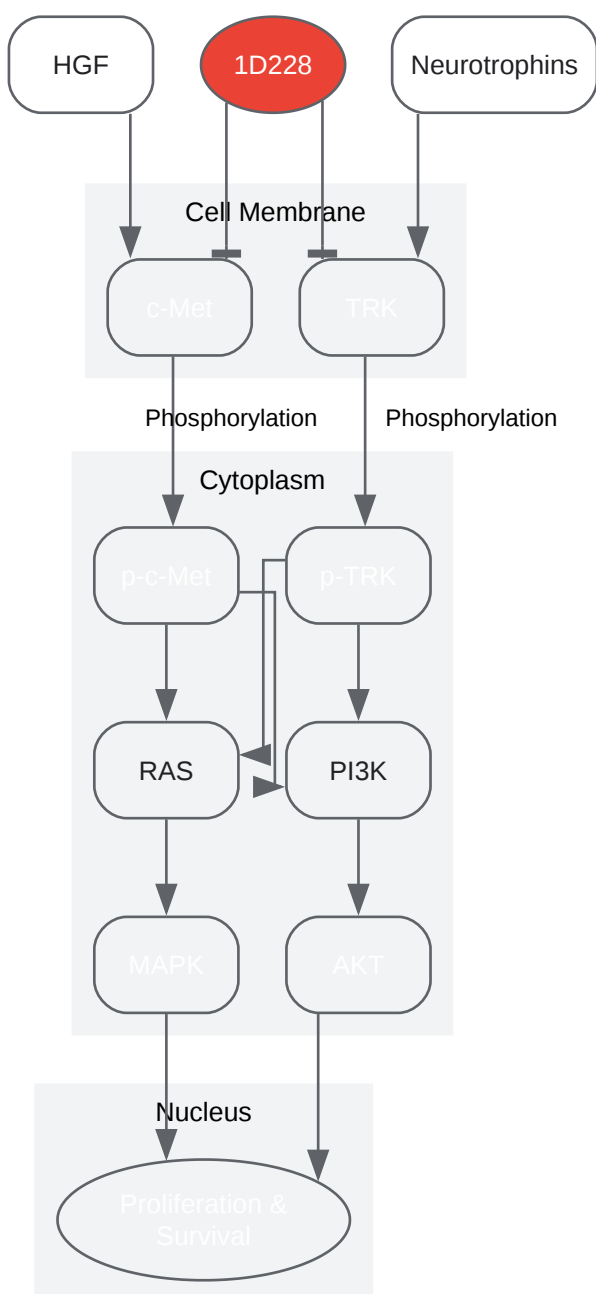 HGF
1D228
Neurotrophins
Cell Membrane
c-Met
TRK
Phosphorylation
Phosphorylation
Cytoplasm
p-c-Met
p-TRK
RAS
PI3K
MAPK
AKT
Nucleus
Proliferation &
Survival